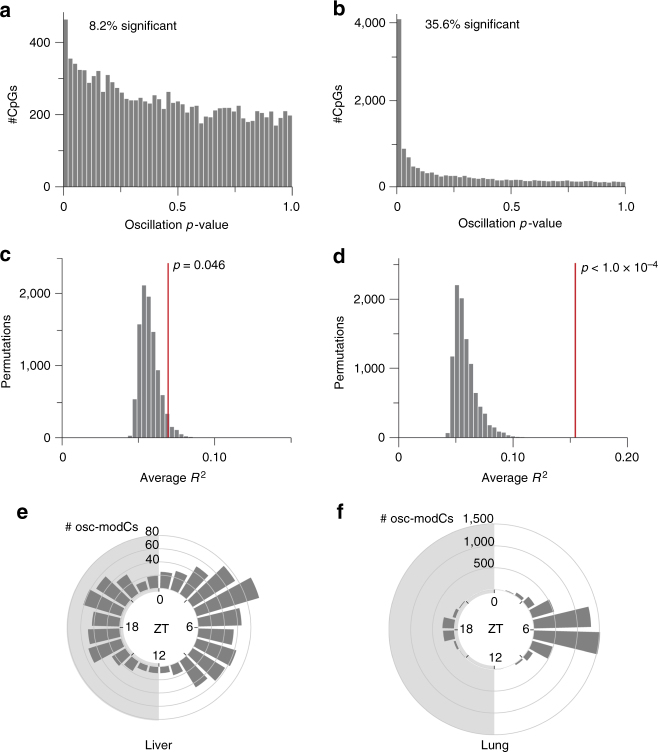 a
8.2% significant
400
200
0
#CpGs
0
0.5
1.0
Oscillation p-value
b
35.6% significant
4,000
2,000
0
#CpGs
0
0.5
1.0
Oscillation p-value
c
p = 0.046
2,000
1,000
0
Permutations
0
0.10
Average R²
d
p < 1.0 × 10⁻⁴
2,000
1,000
0
Permutations
0
0.10
0.20
Average R²
e
# osc-modCs
80
60
40
0
18
ZT
6
12
Liver
f
# osc-modCs
1,500
1,000
500
0
18
ZT
6
12
Lung